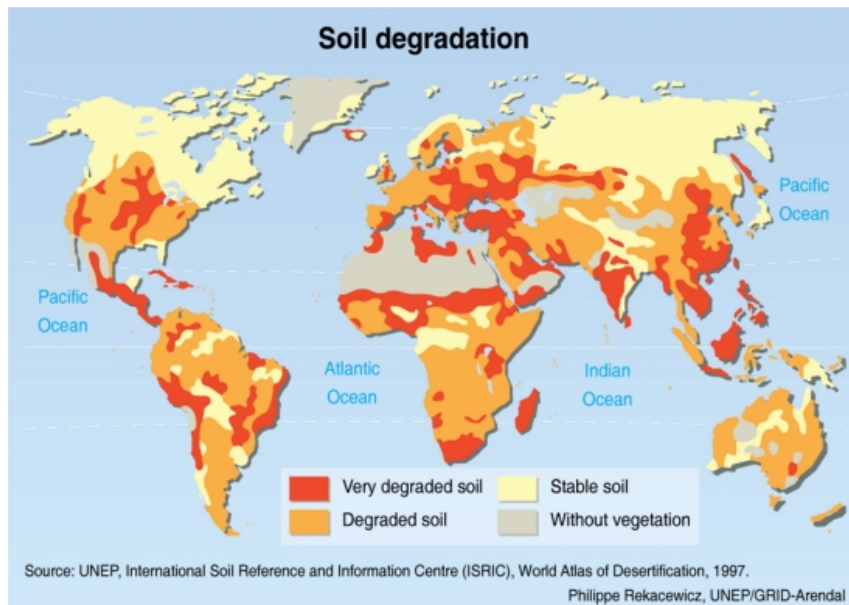 Soil degradation
Pacific
Ocean
Pacific
Ocean
Atlantic
Ocean
Indian
Ocean
Very degraded soil
Stable soil
Degraded soil
Without vegetation
Source: UNEP, International Soil Reference and Information Centre (ISRIC), World Atlas of Desertification, 1997.
Philippe Rekacewicz, UNEP/GRID-Arendal